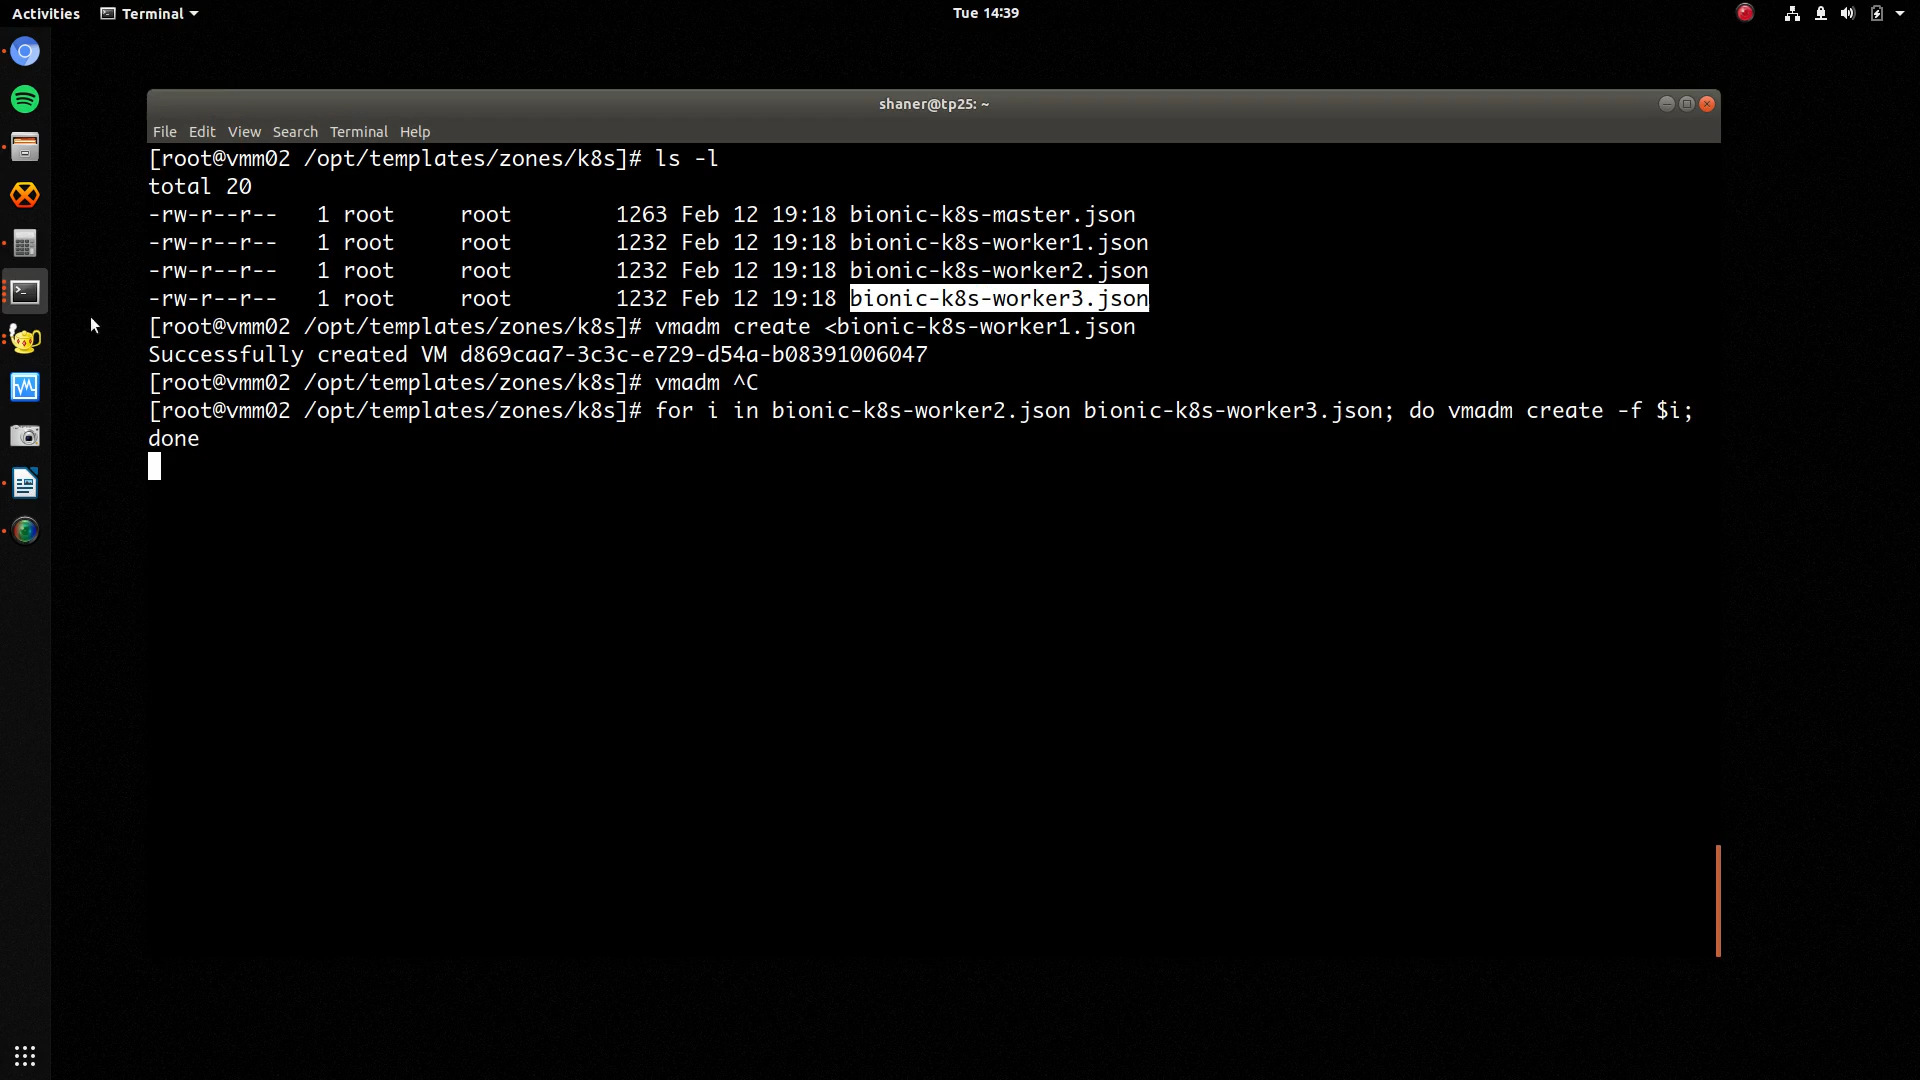 Activities Terminal Tue 14:39
shaner@tp25: ~
File Edit View Search Terminal Help
[root@vmm02 /opt/templates/zones/k8s]# ls -l
total 20
-rw-r--r--   1 root     root        1263 Feb 12 19:18 bionic-k8s-master.json
-rw-r--r--   1 root     root        1232 Feb 12 19:18 bionic-k8s-worker1.json
-rw-r--r--   1 root     root        1232 Feb 12 19:18 bionic-k8s-worker2.json
-rw-r--r--   1 root     root        1232 Feb 12 19:18 bionic-k8s-worker3.json
[root@vmm02 /opt/templates/zones/k8s]# vmadm create <bionic-k8s-worker1.json
Successfully created VM d869caa7-3c3c-e729-d54a-b08391006047
[root@vmm02 /opt/templates/zones/k8s]# vmadm ^C
[root@vmm02 /opt/templates/zones/k8s]# for i in bionic-k8s-worker2.json bionic-k8s-worker3.json; do vmadm create -f $i;
done